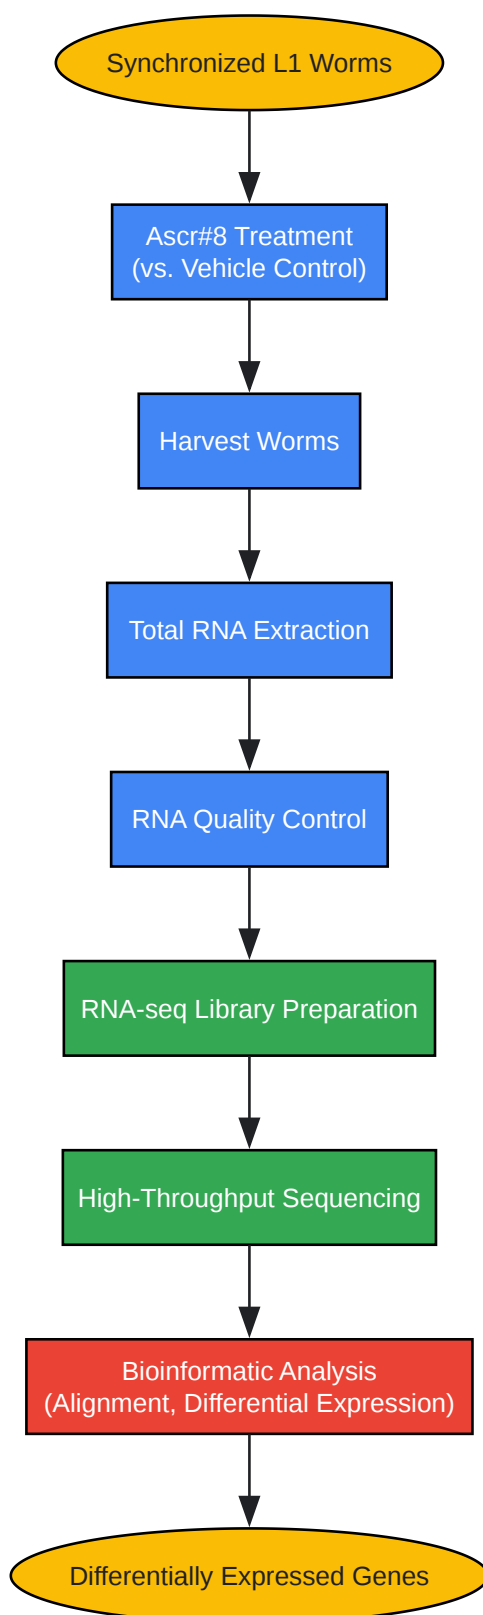 Synchronized L1 Worms
Ascr#8 Treatment
(vs. Vehicle Control)
Harvest Worms
Total RNA Extraction
RNA Quality Control
RNA-seq Library Preparation
High-Throughput Sequencing
Bioinformatic Analysis
(Alignment, Differential Expression)
Differentially Expressed Genes